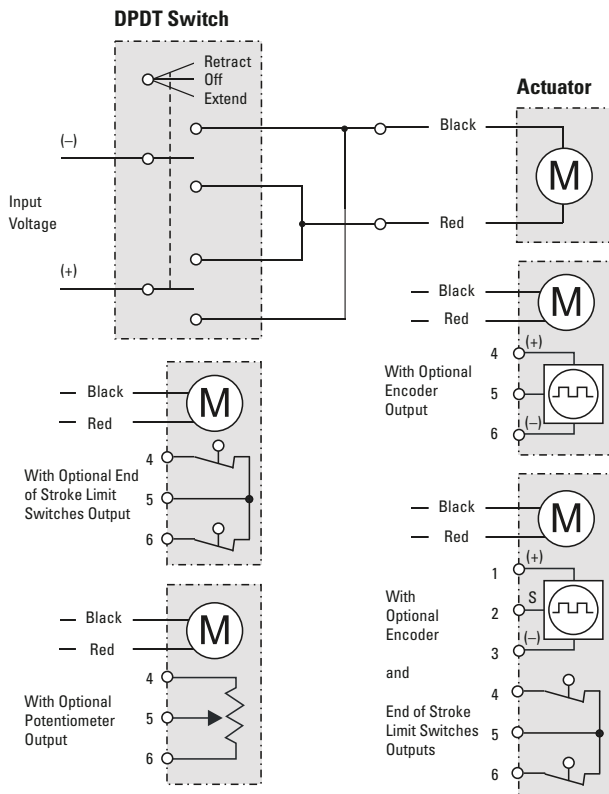 DPDT Switch
Retract
Off
Extend
(–)
Input
Voltage
(+)
Actuator
Black
M
Red
Black
M
Red
4
(+)
With Optional
Encoder
Output
5
6
(–)
Black
M
Red
4
With Optional End
of Stroke Limit
Switches Output
5
6
Black
M
Red
With Optional
Potentiometer
Output
4
5
6
Black
M
Red
1
(+)
With
Optional
Encoder
2
S
3
(–)
and
4
End of Stroke
Limit Switches
Outputs
5
6